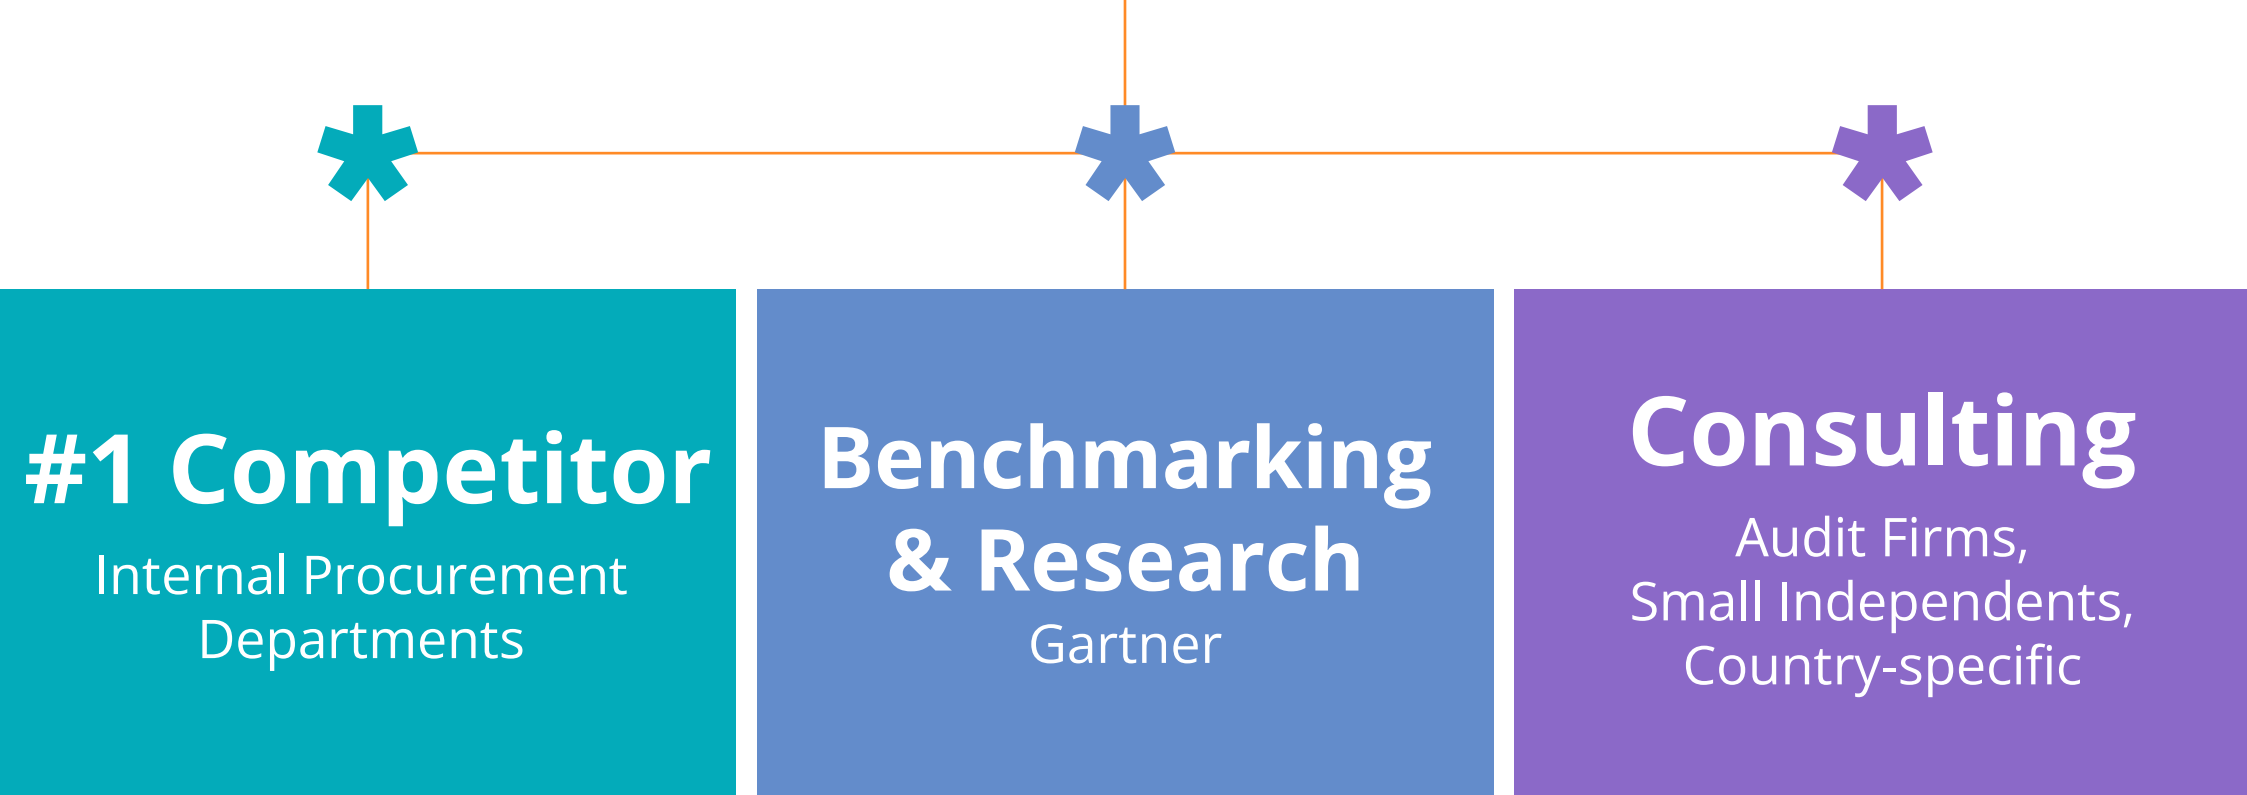 #1 Competitor
Internal Procurement
Departments
Benchmarking
& Research
Gartner
Consulting
Audit Firms,
Small Independents,
Country-specific